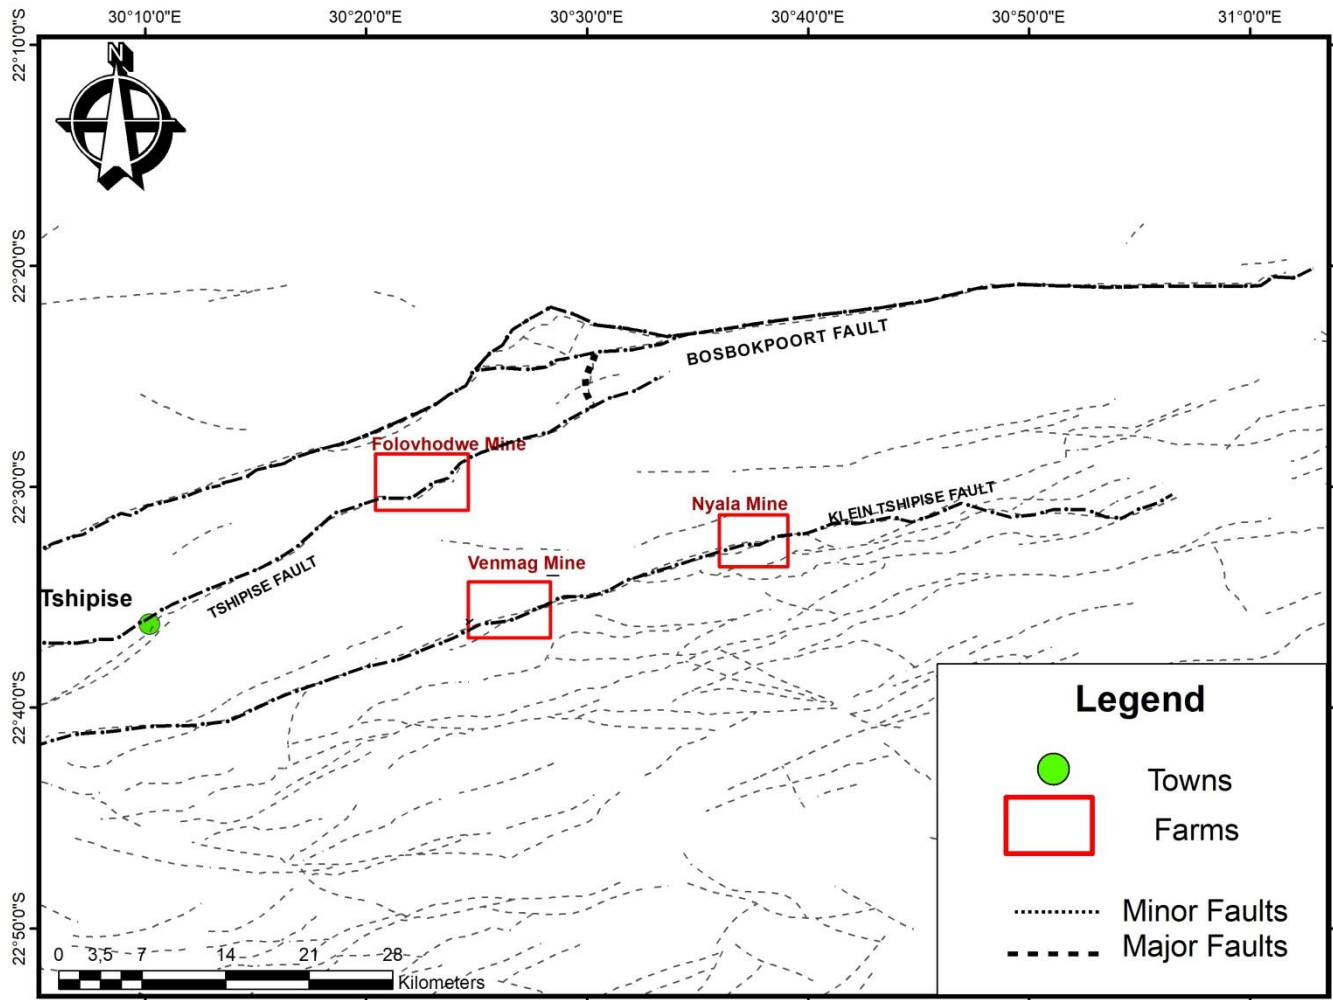 30°10'0"E 30°20'0"E 30°30'0"E 30°40'0"E 30°50'0"E 31°0'0"E
22°10'0"S
N
22°20'0"S
BOSBOKPOORT FAULT
Folovhodwe Mine
22°30'0"S
Nyala Mine
KLEIN TSHIPISE FAULT
Venmag Mine
TSHIPISE FAULT
Tshipise
22°40'0"S
Legend
Towns
Farms
Minor Faults
Major Faults
22°50'0"S
0 3,5 7 14 21 28
Kilometers